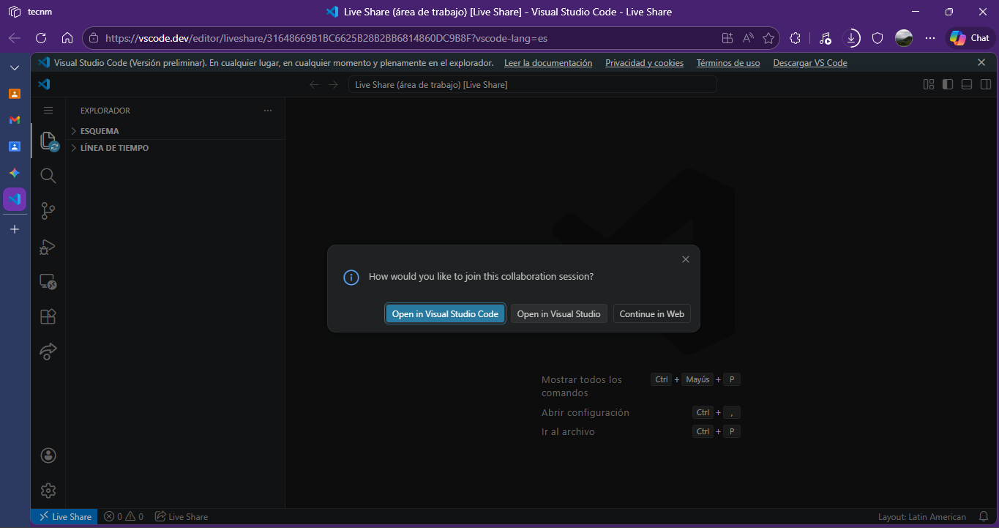 tecnm
Live Share (área de trabajo) [Live Share] - Visual Studio Code - Live Share
https://vscode.dev/editor/liveshare/31648669B1BC6625B28B2BB6814860DC9B8F?vscode-lang=es
Chat
Visual Studio Code (Versión preliminar). En cualquier lugar, en cualquier momento y plenamente en el explorador. Leer la documentación Privacidad y cookies Términos de uso Descargar VS Code
Live Share (área de trabajo) [Live Share]
EXPLORADOR
ESQUEMA
LÍNEA DE TIEMPO
How would you like to join this collaboration session?
Open in Visual Studio Code Open in Visual Studio Continue in Web
Mostrar todos los comandos Ctrl + Mayús + P
Abrir configuración Ctrl + ,
Ir al archivo Ctrl + P
Live Share 0 0 Live Share Layout: Latin American